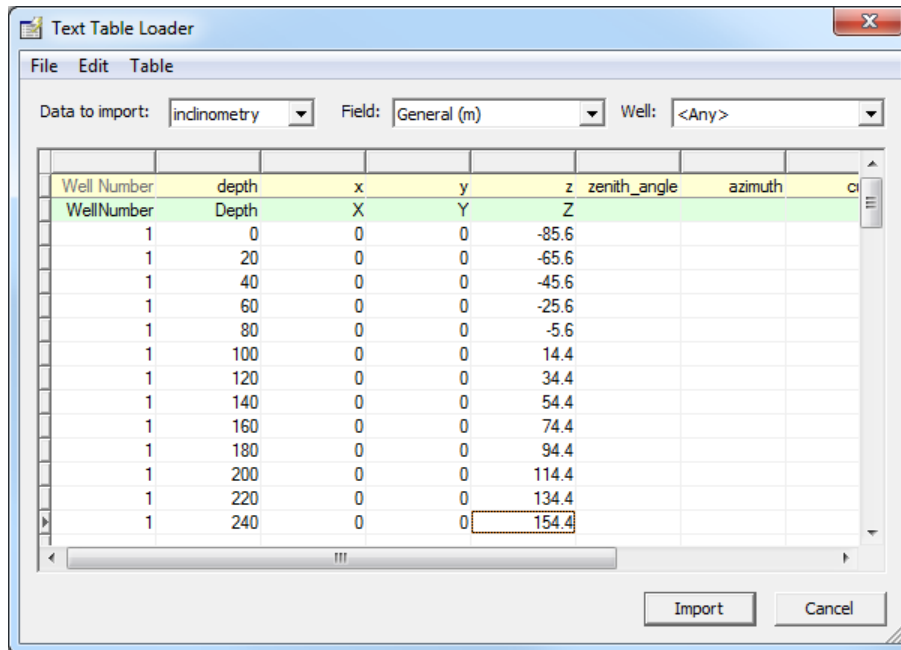 Text Table Loader
File Edit Table
Data to import: inclinometry Field: General (m) Well: <Any>
Well Number depth x y z zenith_angle azimuth
WellNumber Depth X Y Z
1 0 0 0 -85.6
1 20 0 0 -65.6
1 40 0 0 -45.6
1 60 0 0 -25.6
1 80 0 0 -5.6
1 100 0 0 14.4
1 120 0 0 34.4
1 140 0 0 54.4
1 160 0 0 74.4
1 180 0 0 94.4
1 200 0 0 114.4
1 220 0 0 134.4
1 240 0 0 154.4
Import Cancel